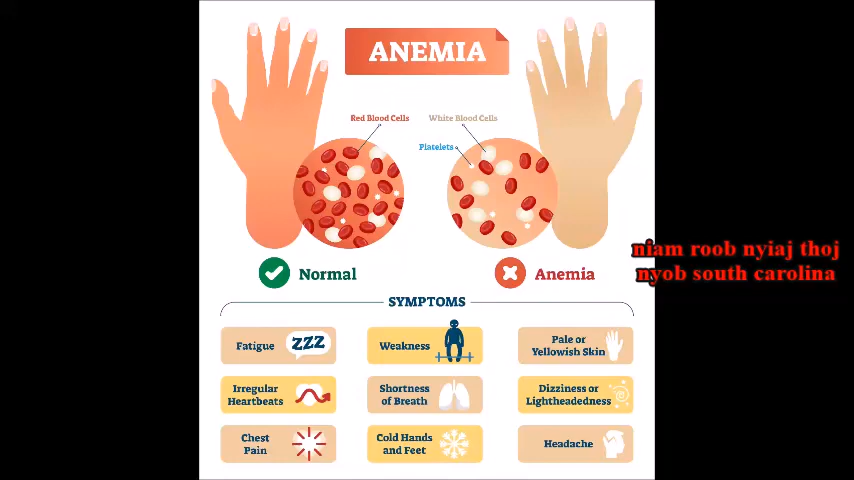 ANEMIA
Red Blood Cells
White Blood Cells
Platelets
niam roob nyiaj thoj
nyob south carolina
Normal
Anemia
SYMPTOMS
Fatigue
ZZZ
Weakness
Pale or
Yellowish Skin
Irregular
Heartbeats
Shortness
of Breath
Dizziness or
Lightheadedness
Chest
Pain
Cold Hands
and Feet
Headache